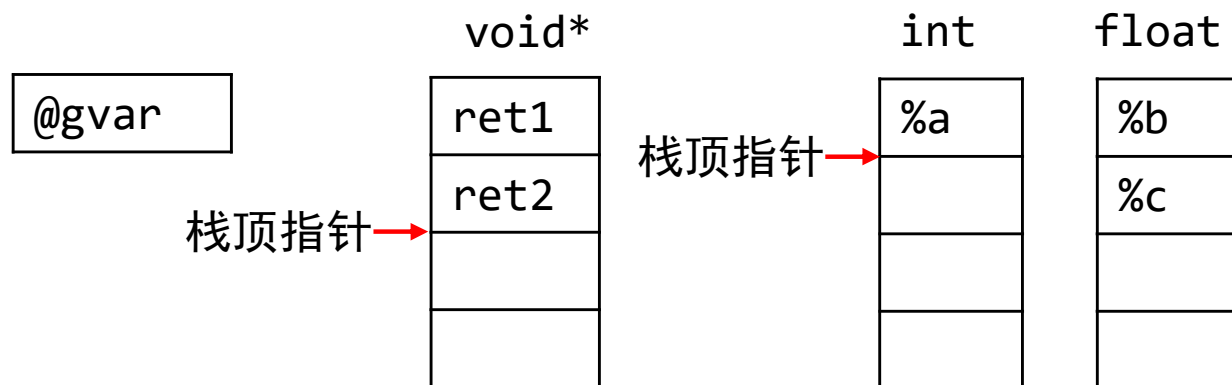 void*
int
float
@gvar
ret1
%a
%b
栈顶指针
ret2
%c
栈顶指针